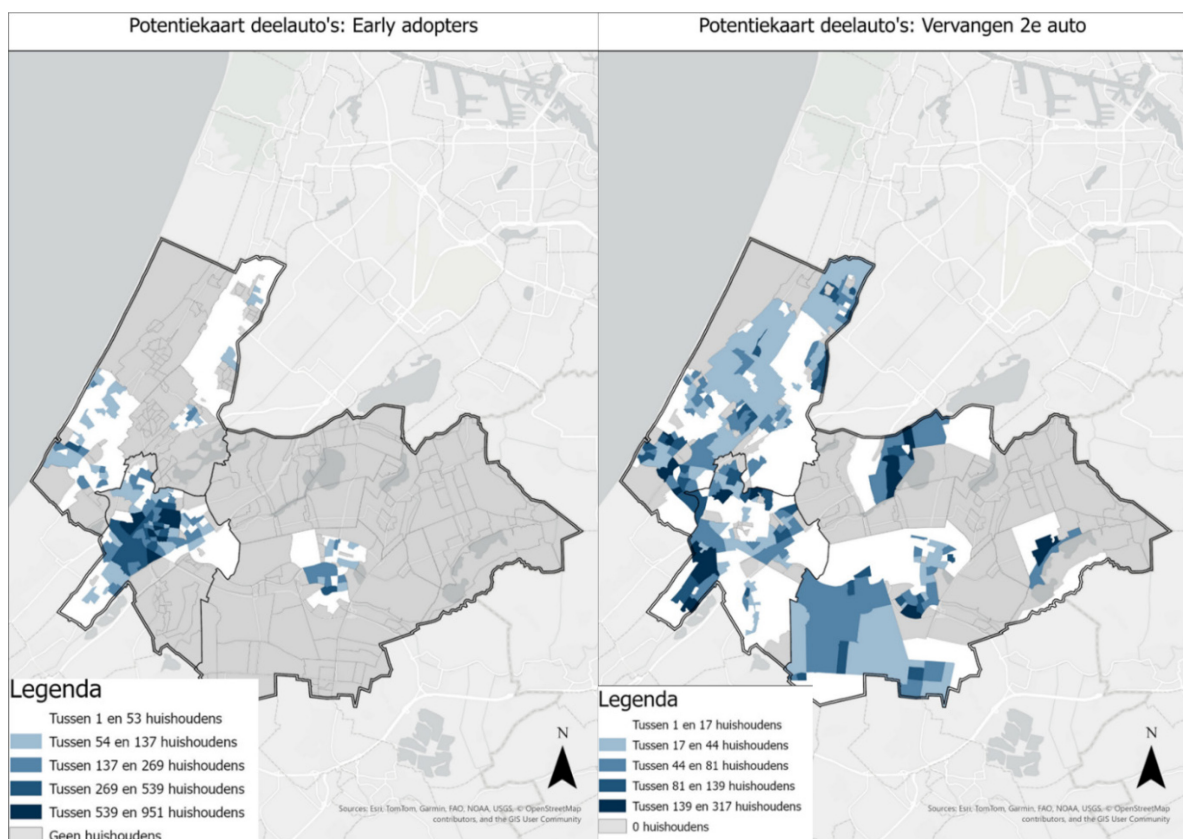 Potentiekaart deelauto's: Early adopters
Legenda
Tussen 1 en 53 huishoudens
Tussen 54 en 137 huishoudens
Tussen 137 en 269 huishoudens
Tussen 269 en 539 huishoudens
Tussen 539 en 951 huishoudens
Geen huishoudens
N
Sources: Esri, TomTom, Garmin, FAO, NOAA, USGS, © OpenStreetMap
contributors, and the GIS User Community
Potentiekaart deelauto's: Vervangen 2e auto
Legenda
Tussen 1 en 17 huishoudens
Tussen 17 en 44 huishoudens
Tussen 44 en 81 huishoudens
Tussen 81 en 139 huishoudens
Tussen 139 en 317 huishoudens
0 huishoudens
N
Sources: Esri, TomTom, Garmin, FAO, NOAA, USGS, © OpenStreetMap
contributors, and the GIS User Community